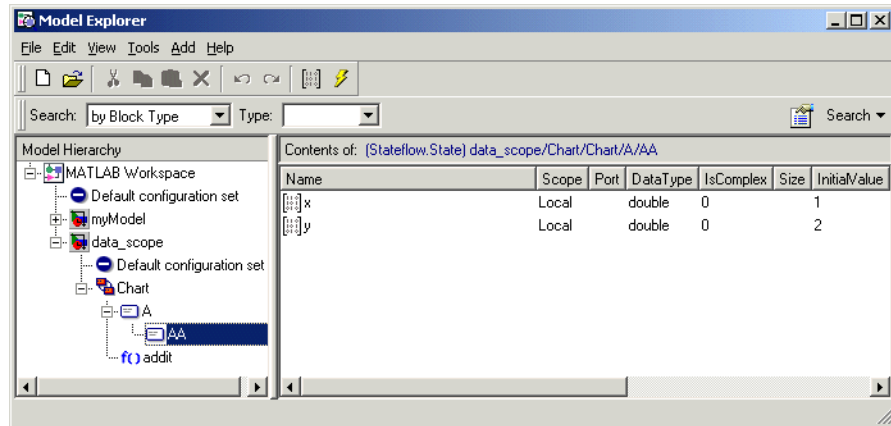 Model Explorer
File Edit View Tools Add Help
Search: by Block Type Type: Search
Model Hierarchy
Contents of: (Stateflow.State) data_scope/Chart/Chart/A/AA
MATLAB Workspace
Name Scope Port DataType IsComplex Size InitialValue
Default configuration set
x Local double 0 1
myModel
y Local double 0 2
data_scope
Default configuration set
Chart
A
AA
f() addit